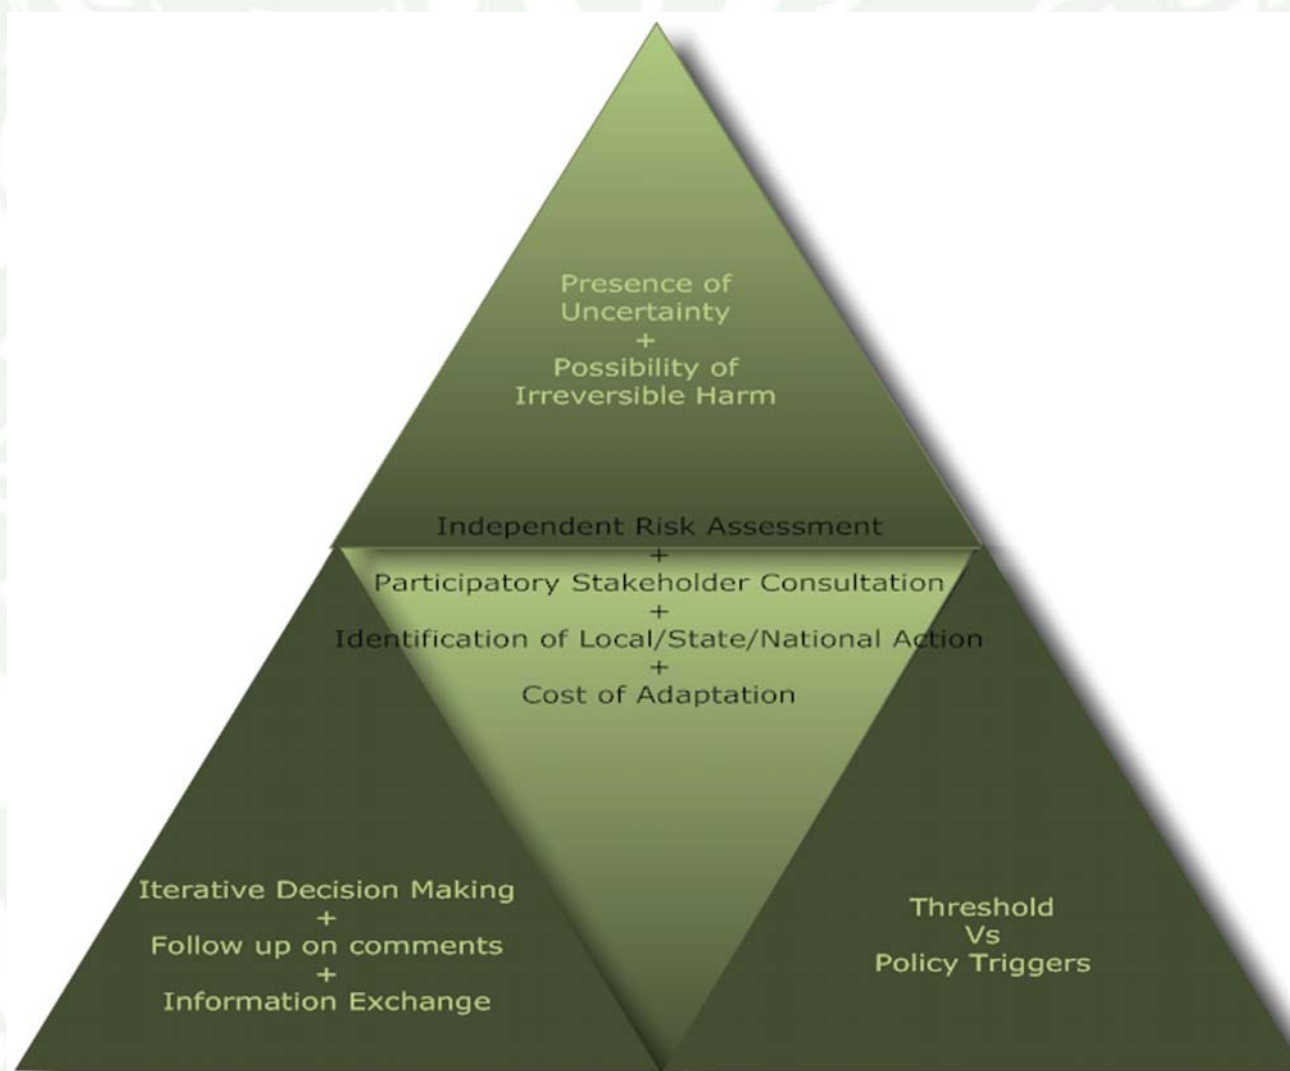 Presence of
Uncertainty
+
Possibility of
Irreversible Harm
Independent Risk Assessment
+
Participatory Stakeholder Consultation
+
Identification of Local/State/National Action
+
Cost of Adaptation
Iterative Decision Making
+
Follow up on comments
+
Information Exchange
Threshold
Vs
Policy Triggers